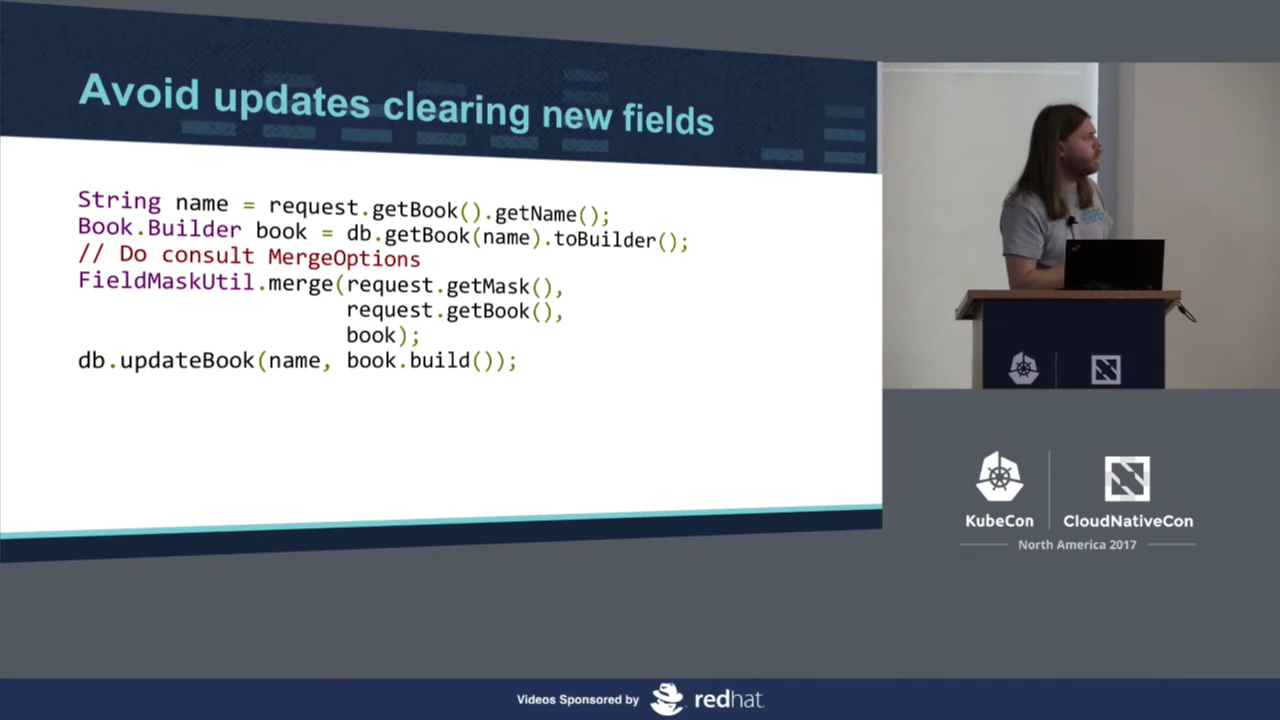 Avoid updates clearing new fields
String name = request.getBook().getName();
Book.Builder book = db.getBook(name).toBuilder();
// Do consult MergeOptions
FieldMaskUtil.merge(request.getMask(),
request.getBook(),
book);
db.updateBook(name, book.build());
KubeCon
CloudNativeCon
North America 2017
Videos Sponsored by
redhat